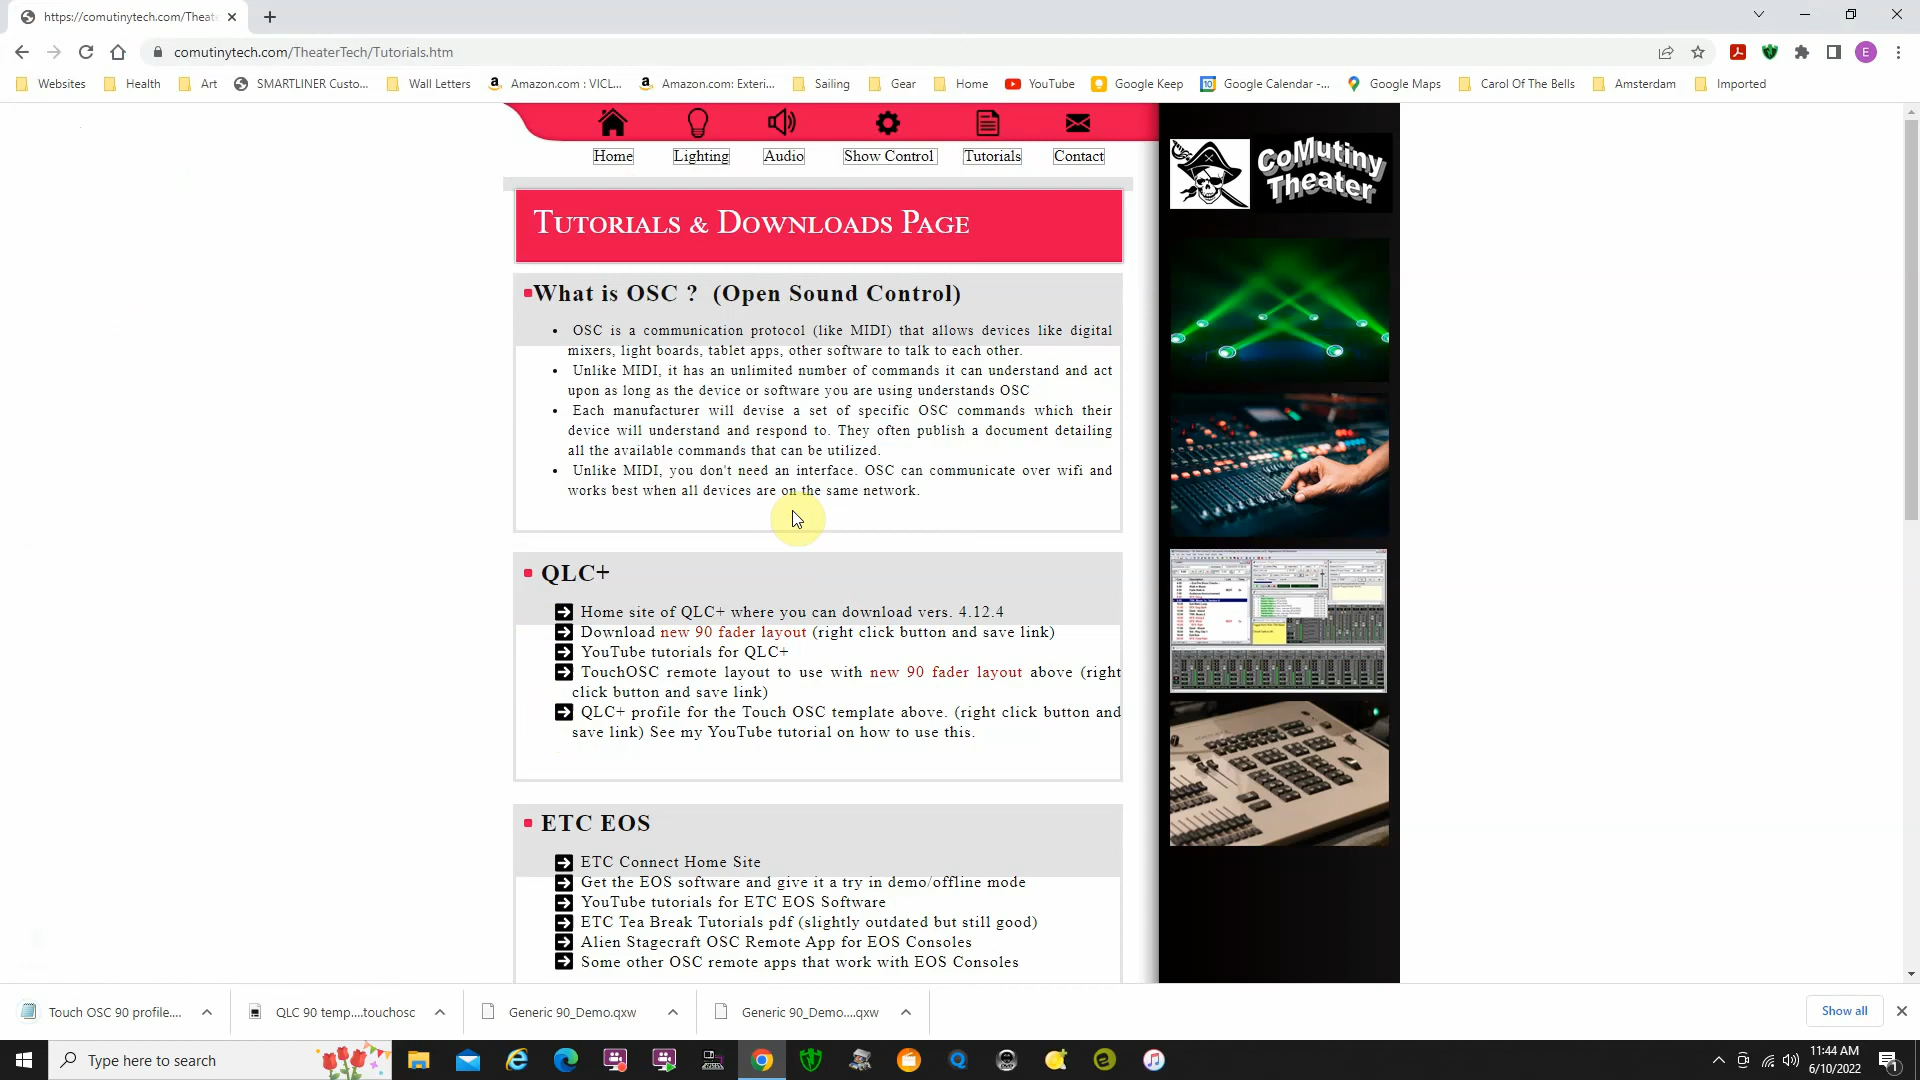 https://comutinytech.com/Theate
comutinytech.com/TheaterTech/Tutorials.htm
E
Websites Health Art SMARTLINER Custo... Wall Letters Amazon.com : VICL... Amazon.com: Exteri... Sailing Gear Home YouTube Google Keep Google Calendar -... Google Maps Carol Of The Bells Amsterdam Imported
Home Lighting Audio Show Control Tutorials Contact
CoMutiny
Theater
Tutorials & Downloads Page
What is OSC ? (Open Sound Control)
OSC is a communication protocol (like MIDI) that allows devices like digital
mixers, light boards, tablet apps, other software to talk to each other.
Unlike MIDI, it has an unlimited number of commands it can understand and act
upon as long as the device or software you are using understands OSC
Each manufacturer will devise a set of specific OSC commands which their
device will understand and respond to. They often publish a document detailing
all the available commands that can be utilized.
Unlike MIDI, you don't need an interface. OSC can communicate over wifi and
works best when all devices are on the same network.
QLC+
Home site of QLC+ where you can download vers. 4.12.4
Download new 90 fader layout (right click button and save link)
YouTube tutorials for QLC+
TouchOSC remote layout to use with new 90 fader layout above (right
click button and save link)
QLC+ profile for the Touch OSC template above. (right click button and
save link) See my YouTube tutorial on how to use this.
ETC EOS
ETC Connect Home Site
Get the EOS software and give it a try in demo/offline mode
YouTube tutorials for ETC EOS Software
ETC Tea Break Tutorials pdf (slightly outdated but still good)
Alien Stagecraft OSC Remote App for EOS Consoles
Some other OSC remote apps that work with EOS Consoles
Touch OSC 90 profile.... QLC 90 temp....touchosc Generic 90_Demo.qxw Generic 90_Demo....qxw Show all
Type here to search
11:44 AM
6/10/2022
1